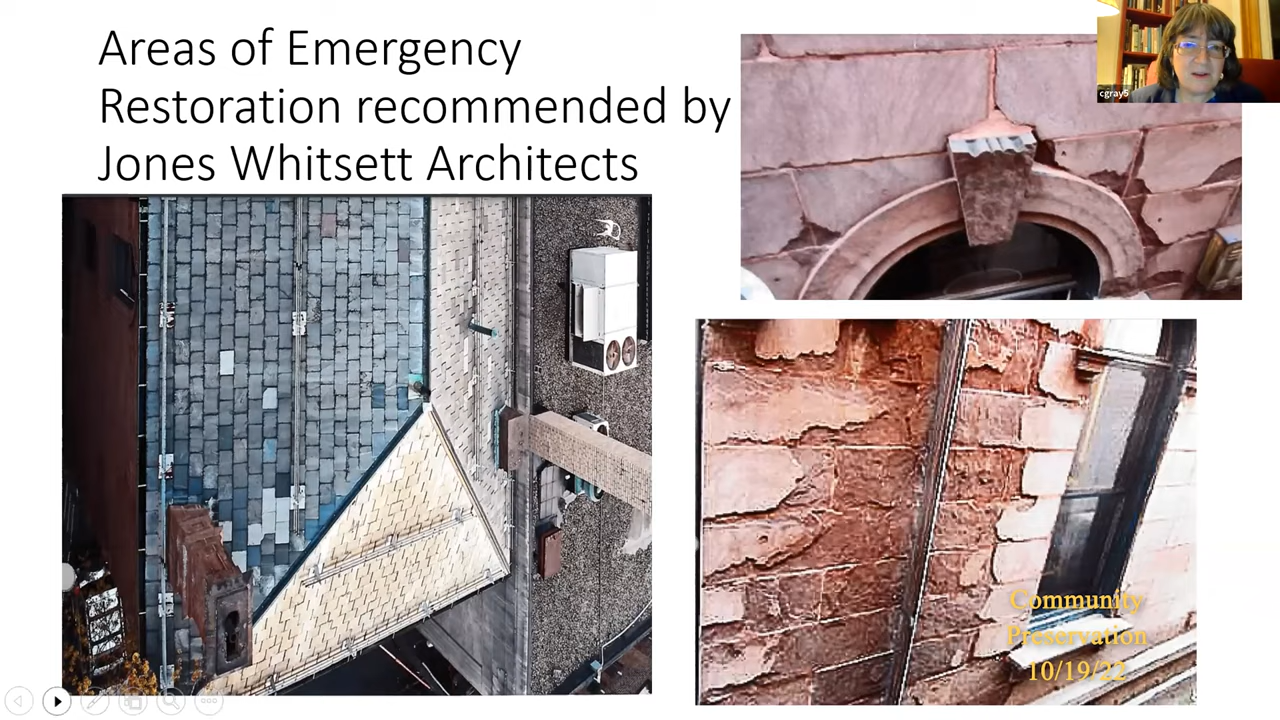 Areas of Emergency
Restoration recommended by
Jones Whitsett Architects
cgray5
Community
Preservation
10/19/22